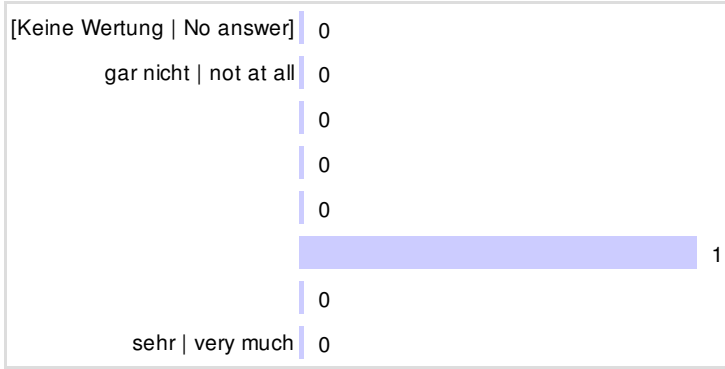 [Keine Wertung | No answer] 0
gar nicht | not at all 0
0
0
0
1
0
sehr | very much 0